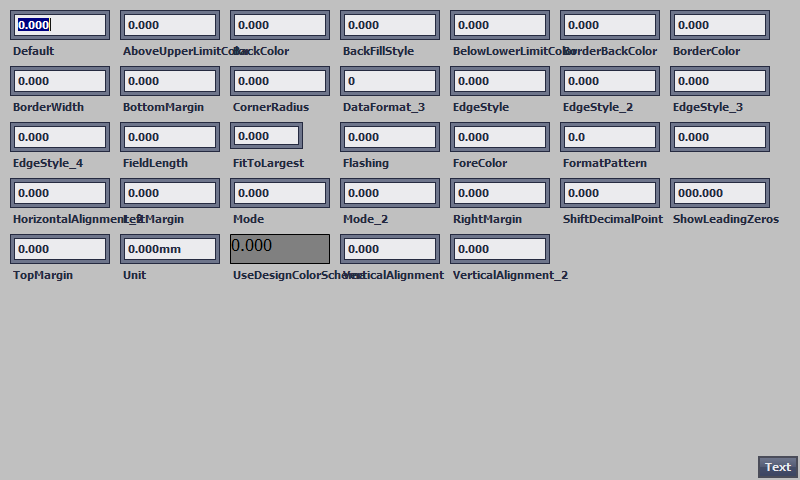 0.000 0.000 0.000 0.000 0.000 0.000 0.000
Default AboveUpperLimitColor BackColor BackFillStyle BelowLowerLimitColor BorderBackColor BorderColor
0.000 0.000 0.000 0 0.000 0.000 0.000
BorderWidth BottomMargin CornerRadius DataFormat_3 EdgeStyle EdgeStyle_2 EdgeStyle_3
0.000 0.000 0.000 0.000 0.000 0.0 0.000
EdgeStyle_4 FieldLength FitToLargest Flashing ForeColor FormatPattern
0.000 0.000 0.000 0.000 0.000 0.000 000.000
HorizontalAlignment_2 LeftMargin Mode Mode_2 RightMargin ShiftDecimalPoint ShowLeadingZeros
0.000 0.000mm 0.000 0.000 0.000
TopMargin Unit UseDesignColorSchema VerticalAlignment VerticalAlignment_2
Text